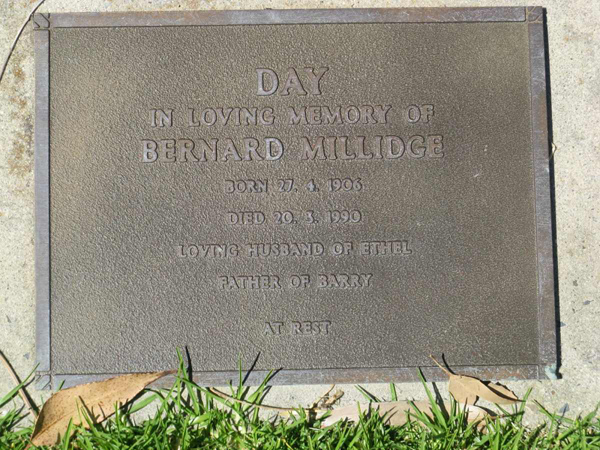 DAY
IN LOVING MEMORY OF
BERNARD MILLIDGE
BORN 27. 4. 1906
DIED 20. 3. 1990
LOVING HUSBAND OF ETHEL
FATHER OF BARRY
AT REST